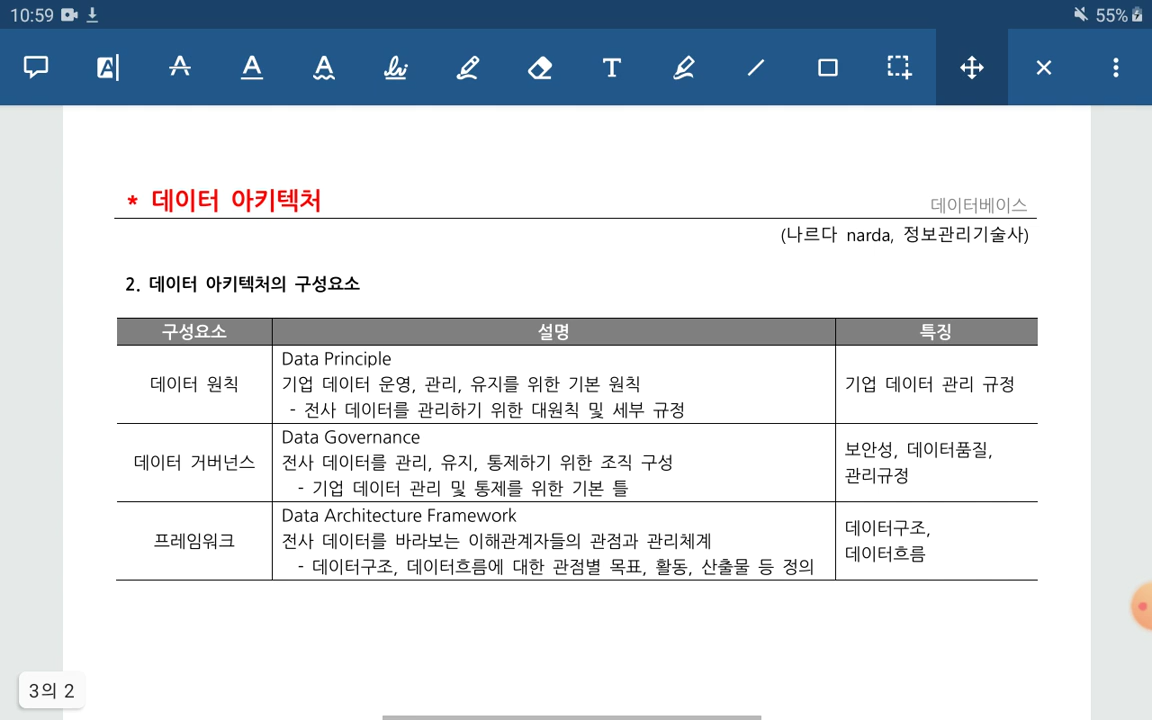 10:59
55%
* 데이터 아키텍처
데이터베이스
(나르다 narda, 정보관리기술사)
2. 데이터 아키텍처의 구성요소
구성요소 설명 특징
데이터 원칙
Data Principle
기업 데이터 운영, 관리, 유지를 위한 기본 원칙
- 전사 데이터를 관리하기 위한 대원칙 및 세부 규정
기업 데이터 관리 규정
데이터 거버넌스
Data Governance
전사 데이터를 관리, 유지, 통제하기 위한 조직 구성
- 기업 데이터 관리 및 통제를 위한 기본 틀
보안성, 데이터품질,
관리규정
프레임워크
Data Architecture Framework
전사 데이터를 바라보는 이해관계자들의 관점과 관리체계
- 데이터구조, 데이터흐름에 대한 관점별 목표, 활동, 산출물 등 정의
데이터구조,
데이터흐름
3의 2